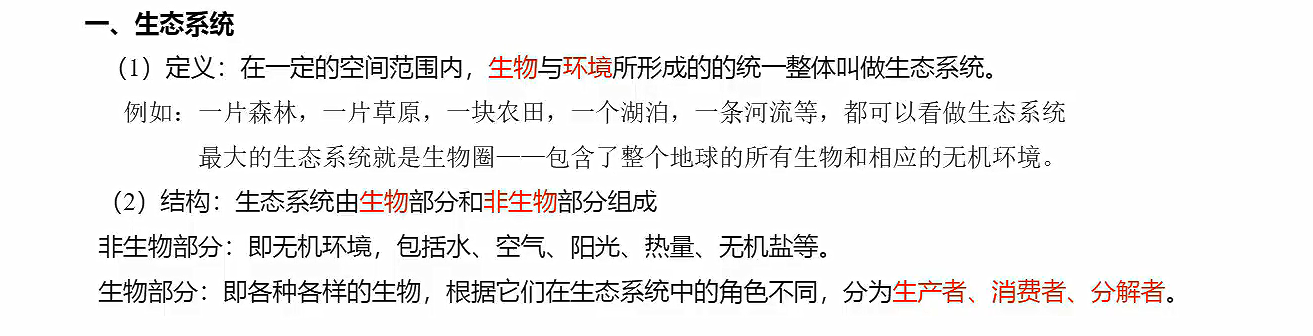 一、生态系统
（1）定义：在一定的空间范围内，生物与环境所形成的的统一整体叫做生态系统。
例如：一片森林，一片草原，一块农田，一个湖泊，一条河流等，都可以看做生态系统
最大的生态系统就是生物圈——包含了整个地球的所有生物和相应的无机环境。
（2）结构：生态系统由生物部分和非生物部分组成
非生物部分：即无机环境，包括水、空气、阳光、热量、无机盐等。
生物部分：即各种各样的生物，根据它们在生态系统中的角色不同，分为生产者、消费者、分解者。